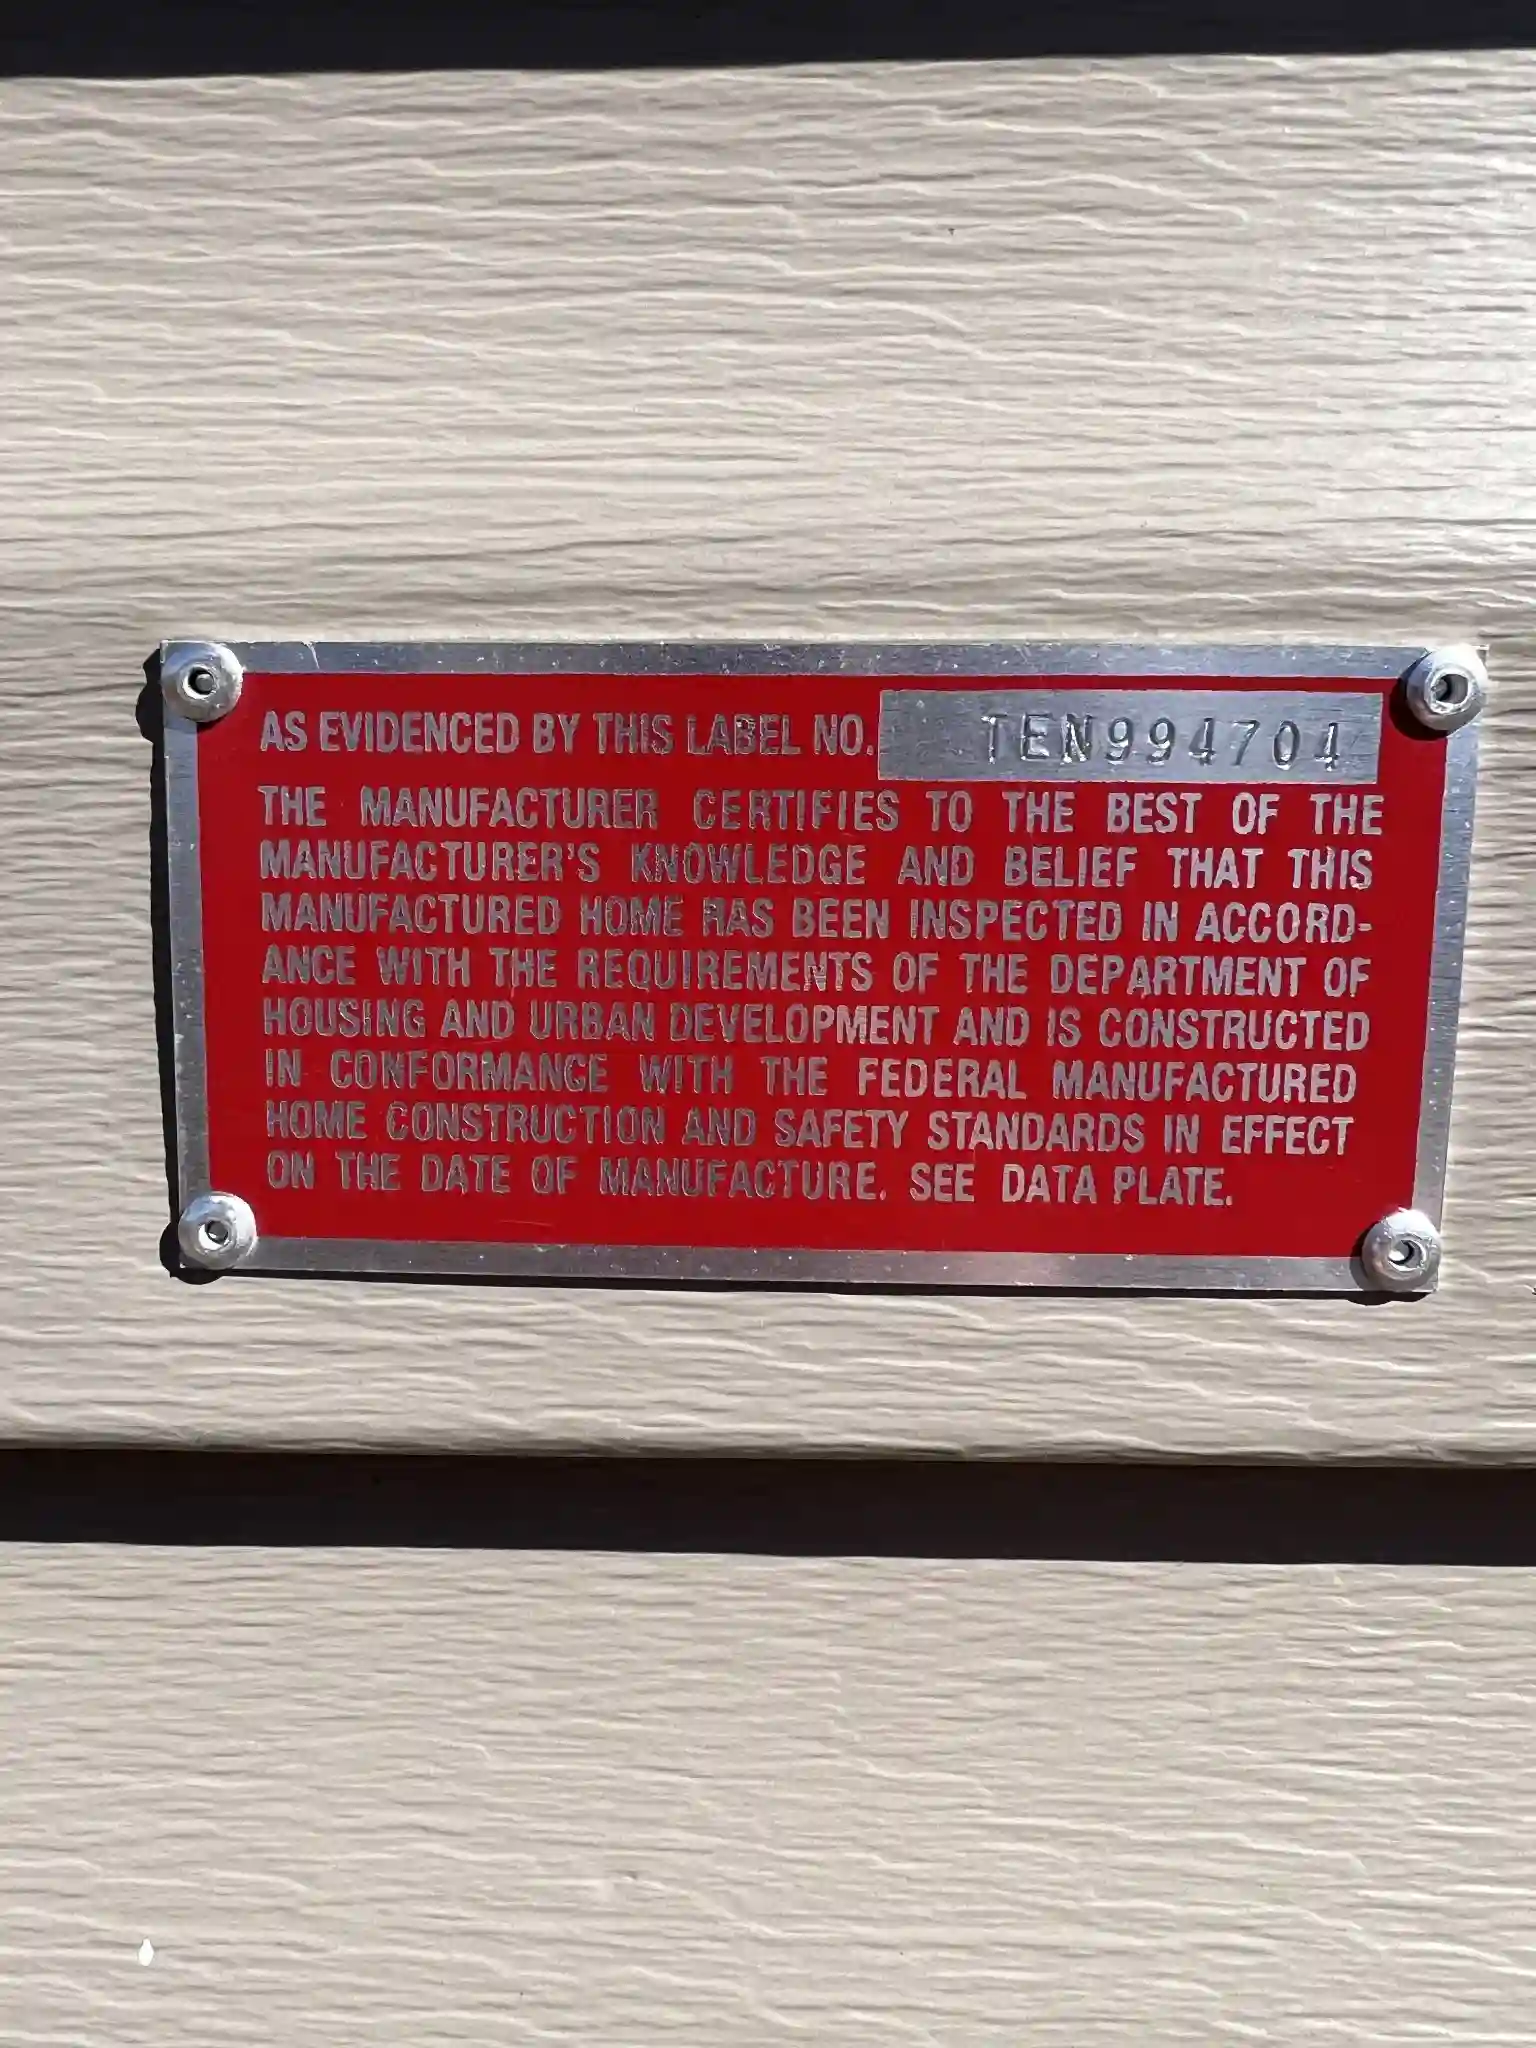 AS EVIDENCED BY THIS LABEL NO. TEN994704
THE MANUFACTURER CERTIFIES TO THE BEST OF THE
MANUFACTURER'S KNOWLEDGE AND BELIEF THAT THIS
MANUFACTURED HOME HAS BEEN INSPECTED IN ACCORD-
ANCE WITH THE REQUIREMENTS OF THE DEPARTMENT OF
HOUSING AND URBAN DEVELOPMENT AND IS CONSTRUCTED
IN CONFORMANCE WITH THE FEDERAL MANUFACTURED
HOME CONSTRUCTION AND SAFETY STANDARDS IN EFFECT
ON THE DATE OF MANUFACTURE. SEE DATA PLATE.